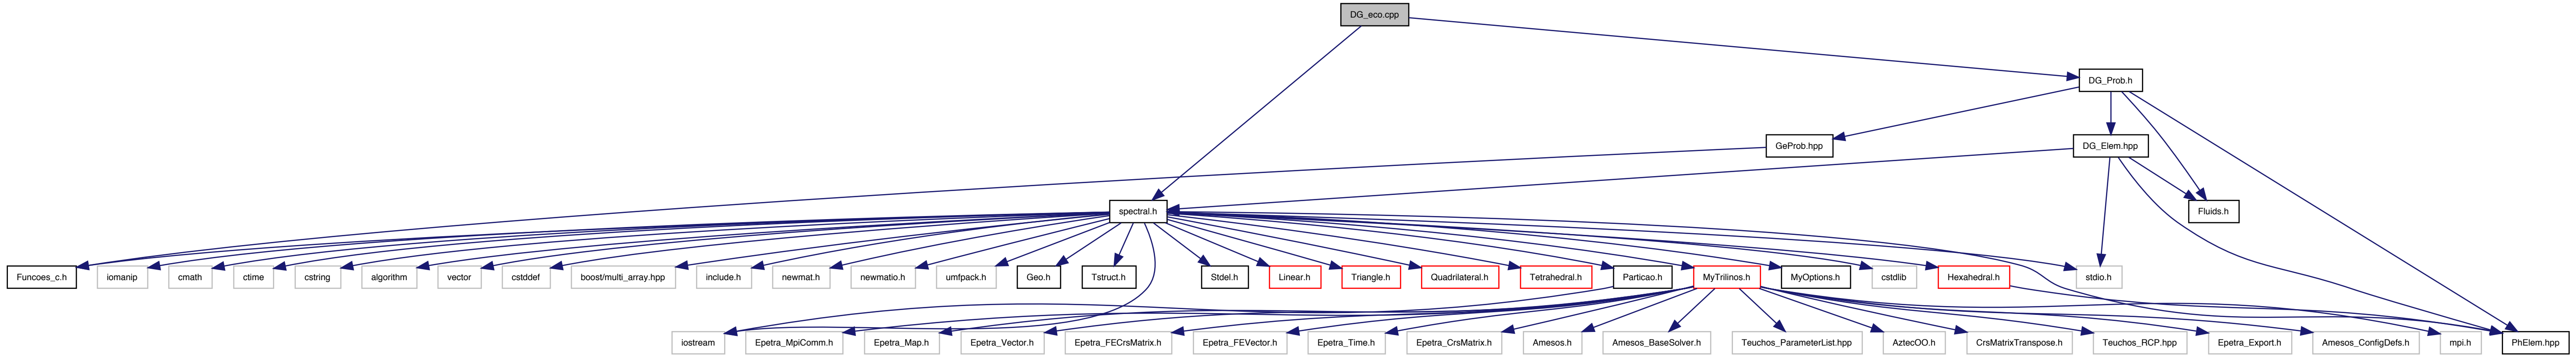 DG_eco.cpp
DG_Prob.h
GeProb.hpp
DG_Elem.hpp
spectral.h
Fluids.h
Funcoes_c.h
iomanip
cmath
ctime
cstring
algorithm
vector
cstddef
boost/multi_array.hpp
include.h
newmat.h
newmatio.h
umfpack.h
Geo.h
Tstruct.h
Stdel.h
Linear.h
Triangle.h
Quadrilateral.h
Tetrahedral.h
Particao.h
MyTrilinos.h
MyOptions.h
cstdlib
Hexahedral.h
stdio.h
iostream
Epetra_MpiComm.h
Epetra_Map.h
Epetra_Vector.h
Epetra_FECrsMatrix.h
Epetra_FEVector.h
Epetra_Time.h
Epetra_CrsMatrix.h
Amesos.h
Amesos_BaseSolver.h
Teuchos_ParameterList.hpp
AztecOO.h
CrsMatrixTranspose.h
Teuchos_RCP.hpp
Epetra_Export.h
Amesos_ConfigDefs.h
mpi.h
PhElem.hpp